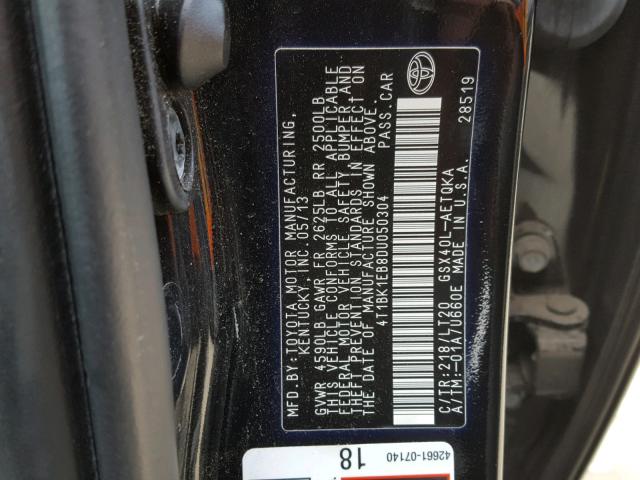 MFD.BY:TOYOTA MOTOR MANUFACTURING,
KENTUCKY, INC. 05/13
GVWR 4590LB GAWR FR 2625LB RR 2500LB
THIS VEHICLE CONFORMS TO ALL APPLICABLE
FEDERAL MOTOR VEHICLE SAFETY, BUMPER, AND
THEFT PREVENTION STANDARDS IN EFFECT ON
THE DATE OF MANUFACTURE SHOWN ABOVE.
4T1BK1EB8DU050304 PASS.CAR
C/TR:218/LT20 GSX40L-AETQKA
A/TM:-01A/U660E MADE IN U.S.A.
28519
18
42661-07140